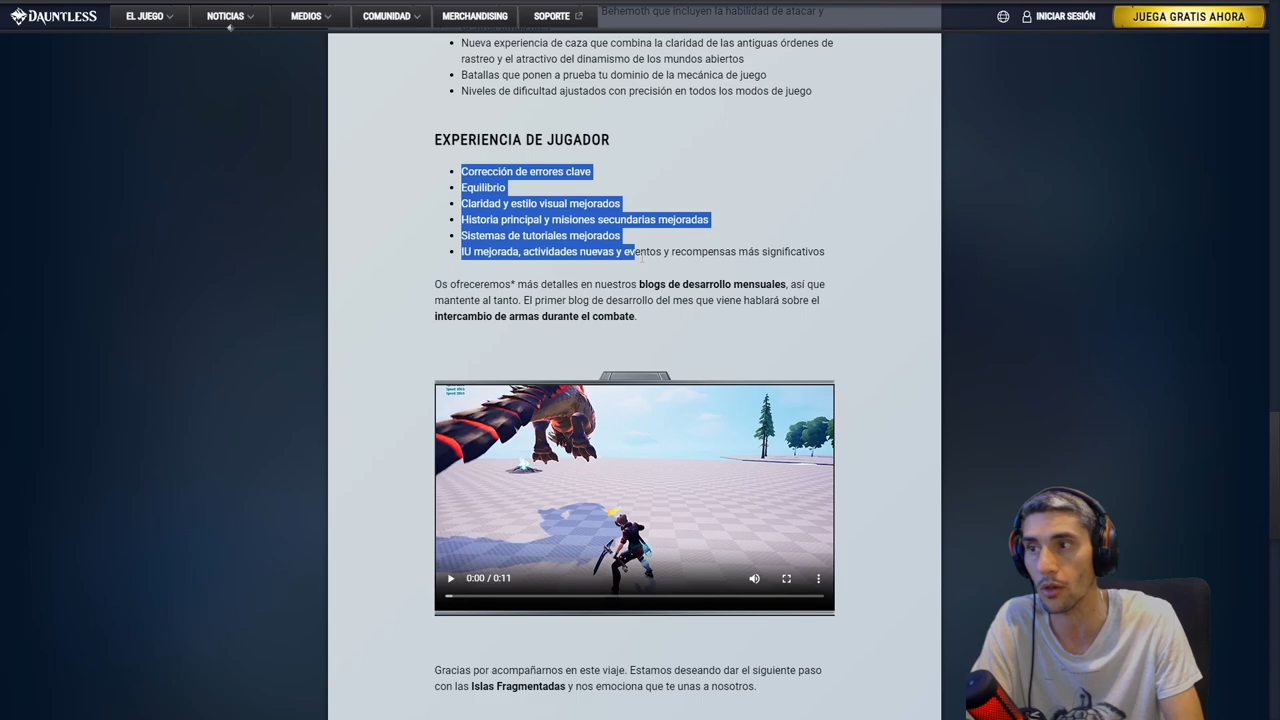 DAUNTLESS
EL JUEGO
NOTICIAS
MEDIOS
COMUNIDAD
MERCHANDISING
SOPORTE
INICIAR SESIÓN
JUEGA GRATIS AHORA
Behemoth que incluyen la habilidad de atacar y
Nueva experiencia de caza que combina la claridad de las antiguas órdenes de
rastreo y el atractivo del dinamismo de los mundos abiertos
Batallas que ponen a prueba tu dominio de la mecánica de juego
Niveles de dificultad ajustados con precisión en todos los modos de juego
EXPERIENCIA DE JUGADOR
Corrección de errores clave
Equilibrio
Claridad y estilo visual mejorados
Historia principal y misiones secundarias mejoradas
Sistemas de tutoriales mejorados
IU mejorada, actividades nuevas y eventos y recompensas más significativos
Os ofreceremos* más detalles en nuestros blogs de desarrollo mensuales, así que
mantente al tanto. El primer blog de desarrollo del mes que viene hablará sobre el
intercambio de armas durante el combate.
0:00 / 0:11
Gracias por acompañarnos en este viaje. Estamos deseando dar el siguiente paso
con las Islas Fragmentadas y nos emociona que te unas a nosotros.